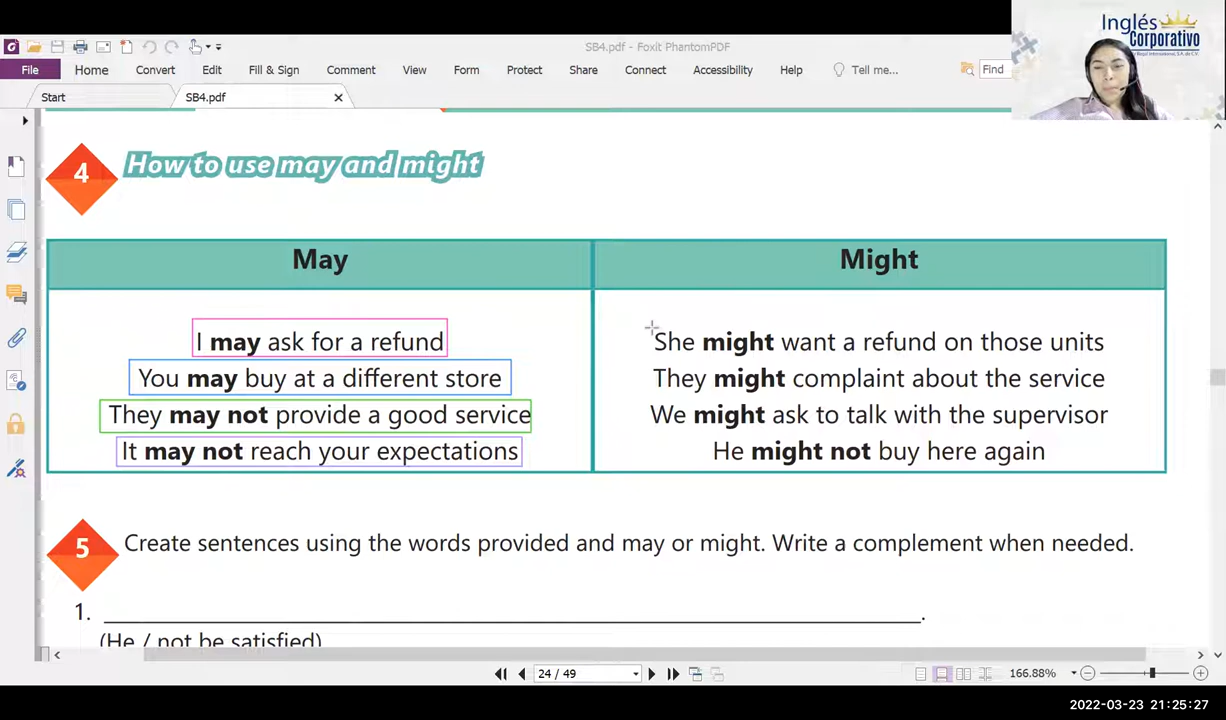 Inglés
Corporativo
SB4.pdf - Foxit PhantomPDF
File Home Convert Edit Fill & Sign Comment View Form Protect Share Connect Accessibility Help Tell me... Find
Start SB4.pdf
4 How to use may and might
May Might
I may ask for a refund
You may buy at a different store
They may not provide a good service
It may not reach your expectations
She might want a refund on those units
They might complaint about the service
We might ask to talk with the supervisor
He might not buy here again
5 Create sentences using the words provided and may or might. Write a complement when needed.
1. ____________________.
(He / not be satisfied)
24 / 49 166.88%
2022-03-23 21:25:27